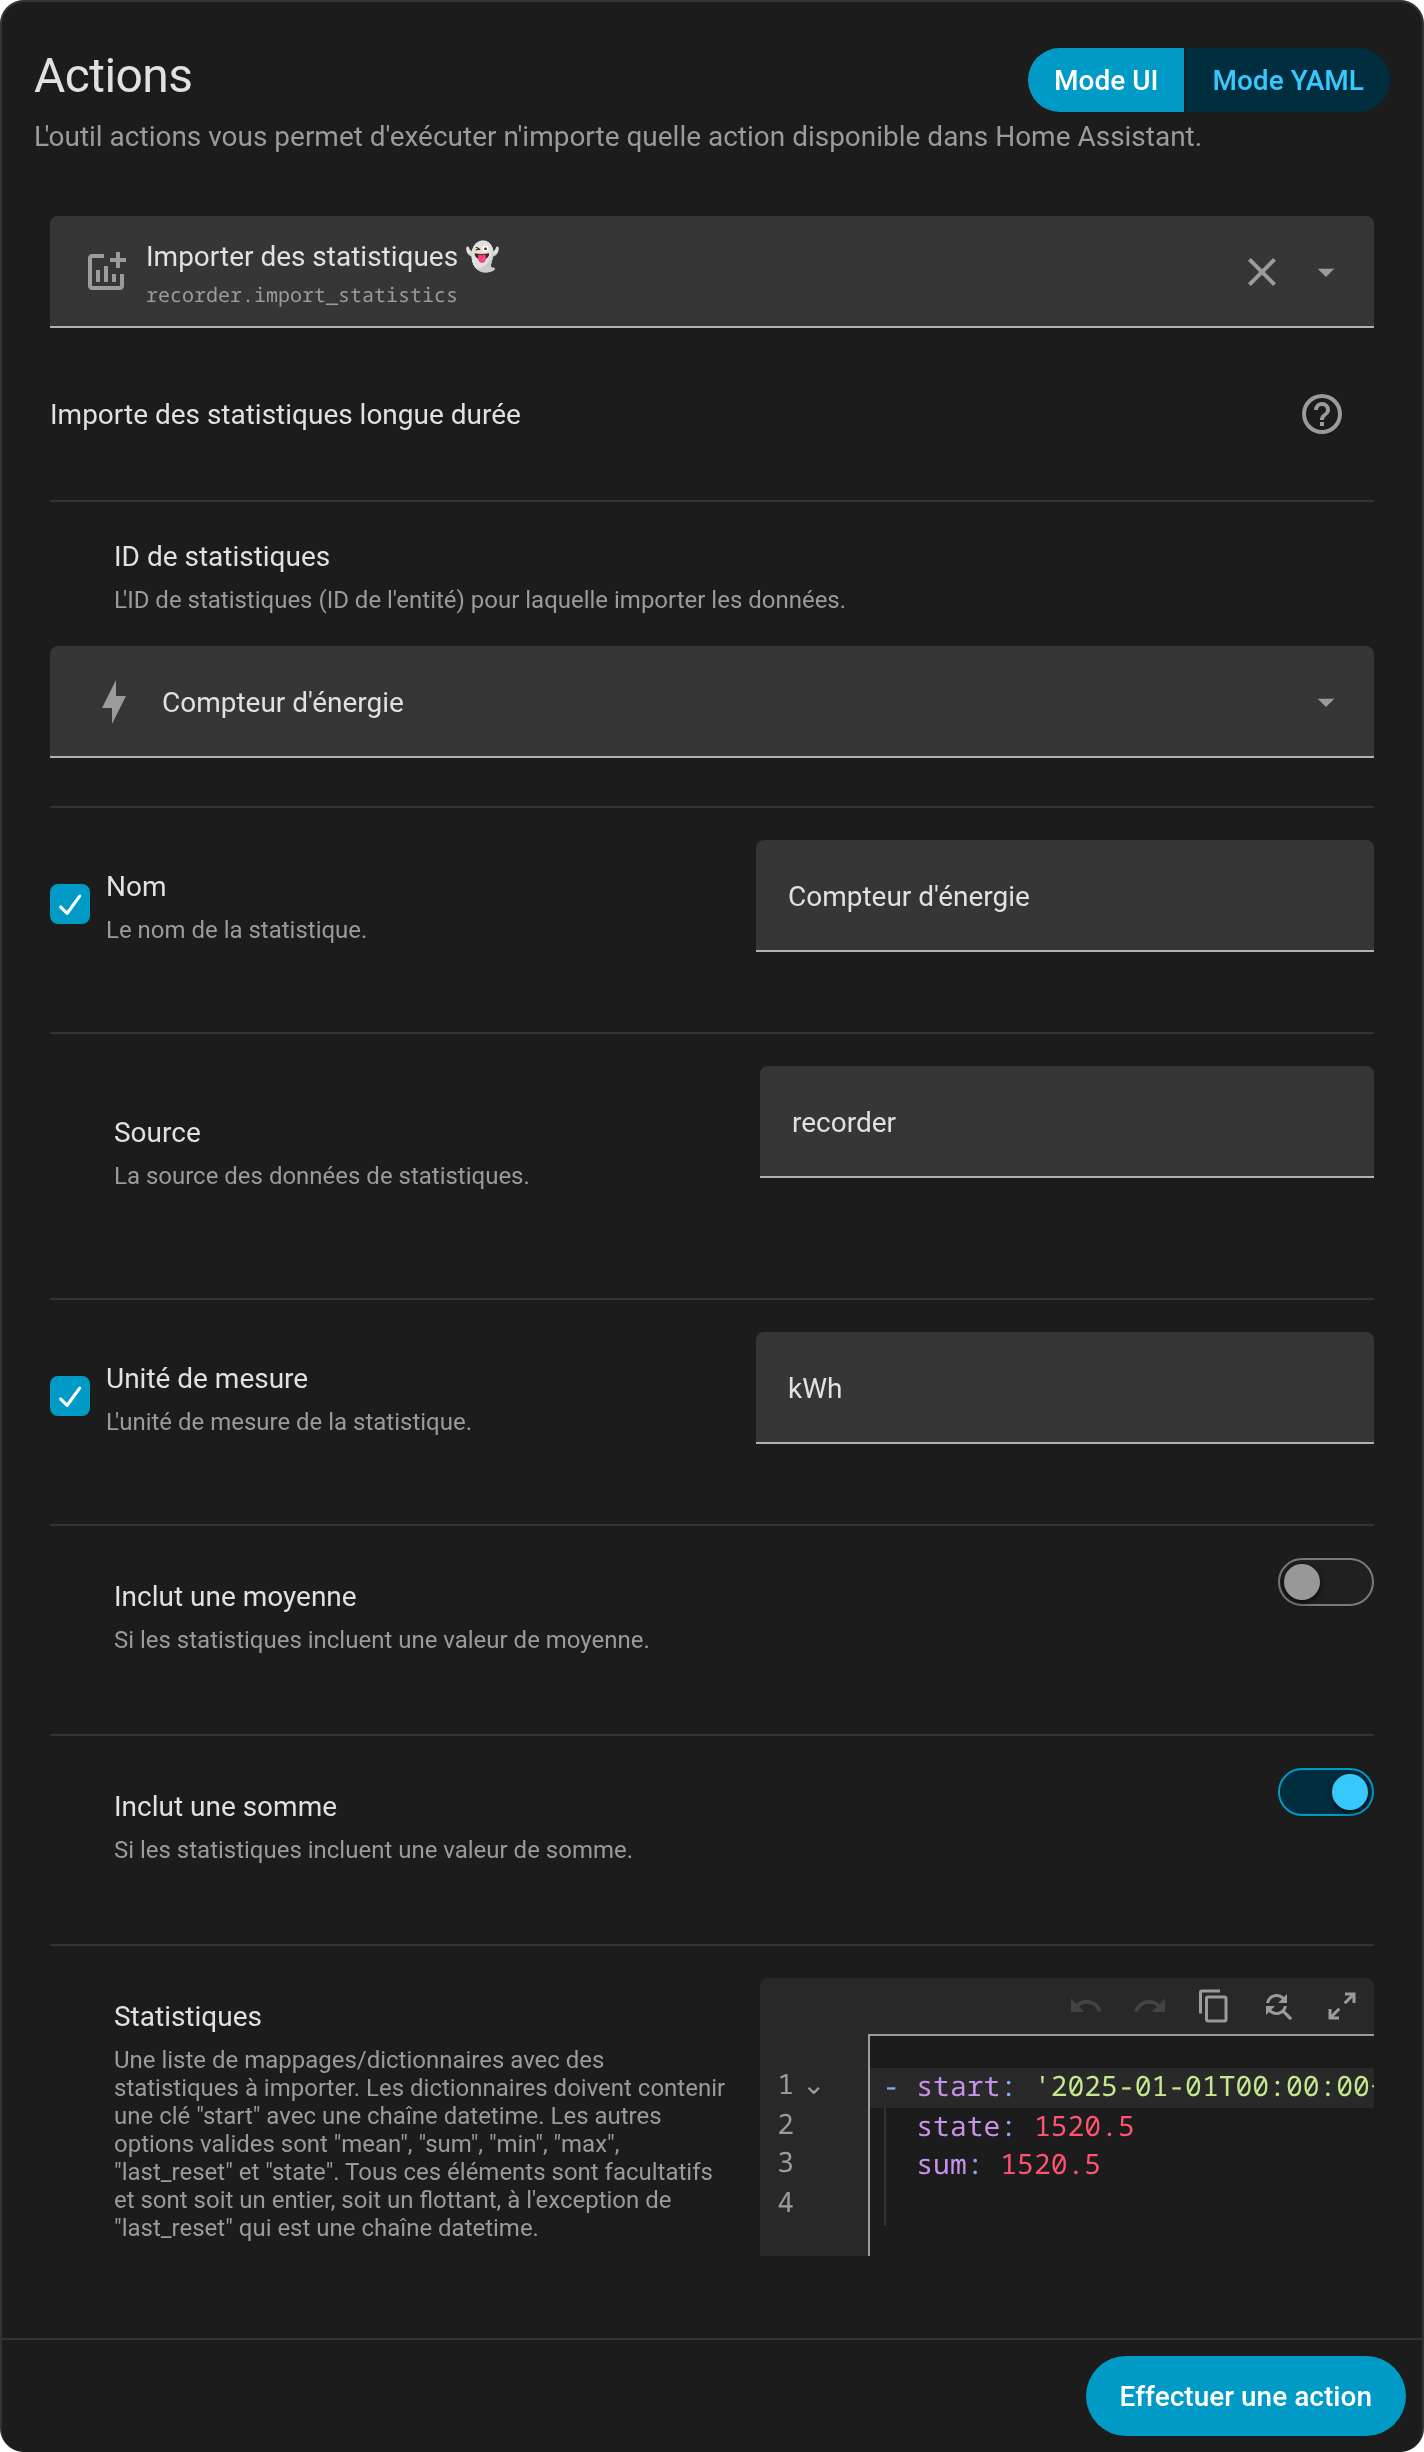 Actions
Mode UI
Mode YAML
L'outil actions vous permet d'exécuter n'importe quelle action disponible dans Home Assistant.
Importer des statistiques 👻
recorder.import_statistics
Importe des statistiques longue durée
ID de statistiques
L'ID de statistiques (ID de l'entité) pour laquelle importer les données.
Compteur d'énergie
Nom
Le nom de la statistique.
Compteur d'énergie
Source
La source des données de statistiques.
recorder
Unité de mesure
L'unité de mesure de la statistique.
kWh
Inclut une moyenne
Si les statistiques incluent une valeur de moyenne.
Inclut une somme
Si les statistiques incluent une valeur de somme.
Statistiques
Une liste de mappages/dictionnaires avec des
statistiques à importer. Les dictionnaires doivent contenir
une clé "start" avec une chaîne datetime. Les autres
options valides sont "mean", "sum", "min", "max",
"last_reset" et "state". Tous ces éléments sont facultatifs
et sont soit un entier, soit un flottant, à l'exception de
"last_reset" qui est une chaîne datetime.
1 - start: '2025-01-01T00:00:00
2 state: 1520.5
3 sum: 1520.5
4
Effectuer une action